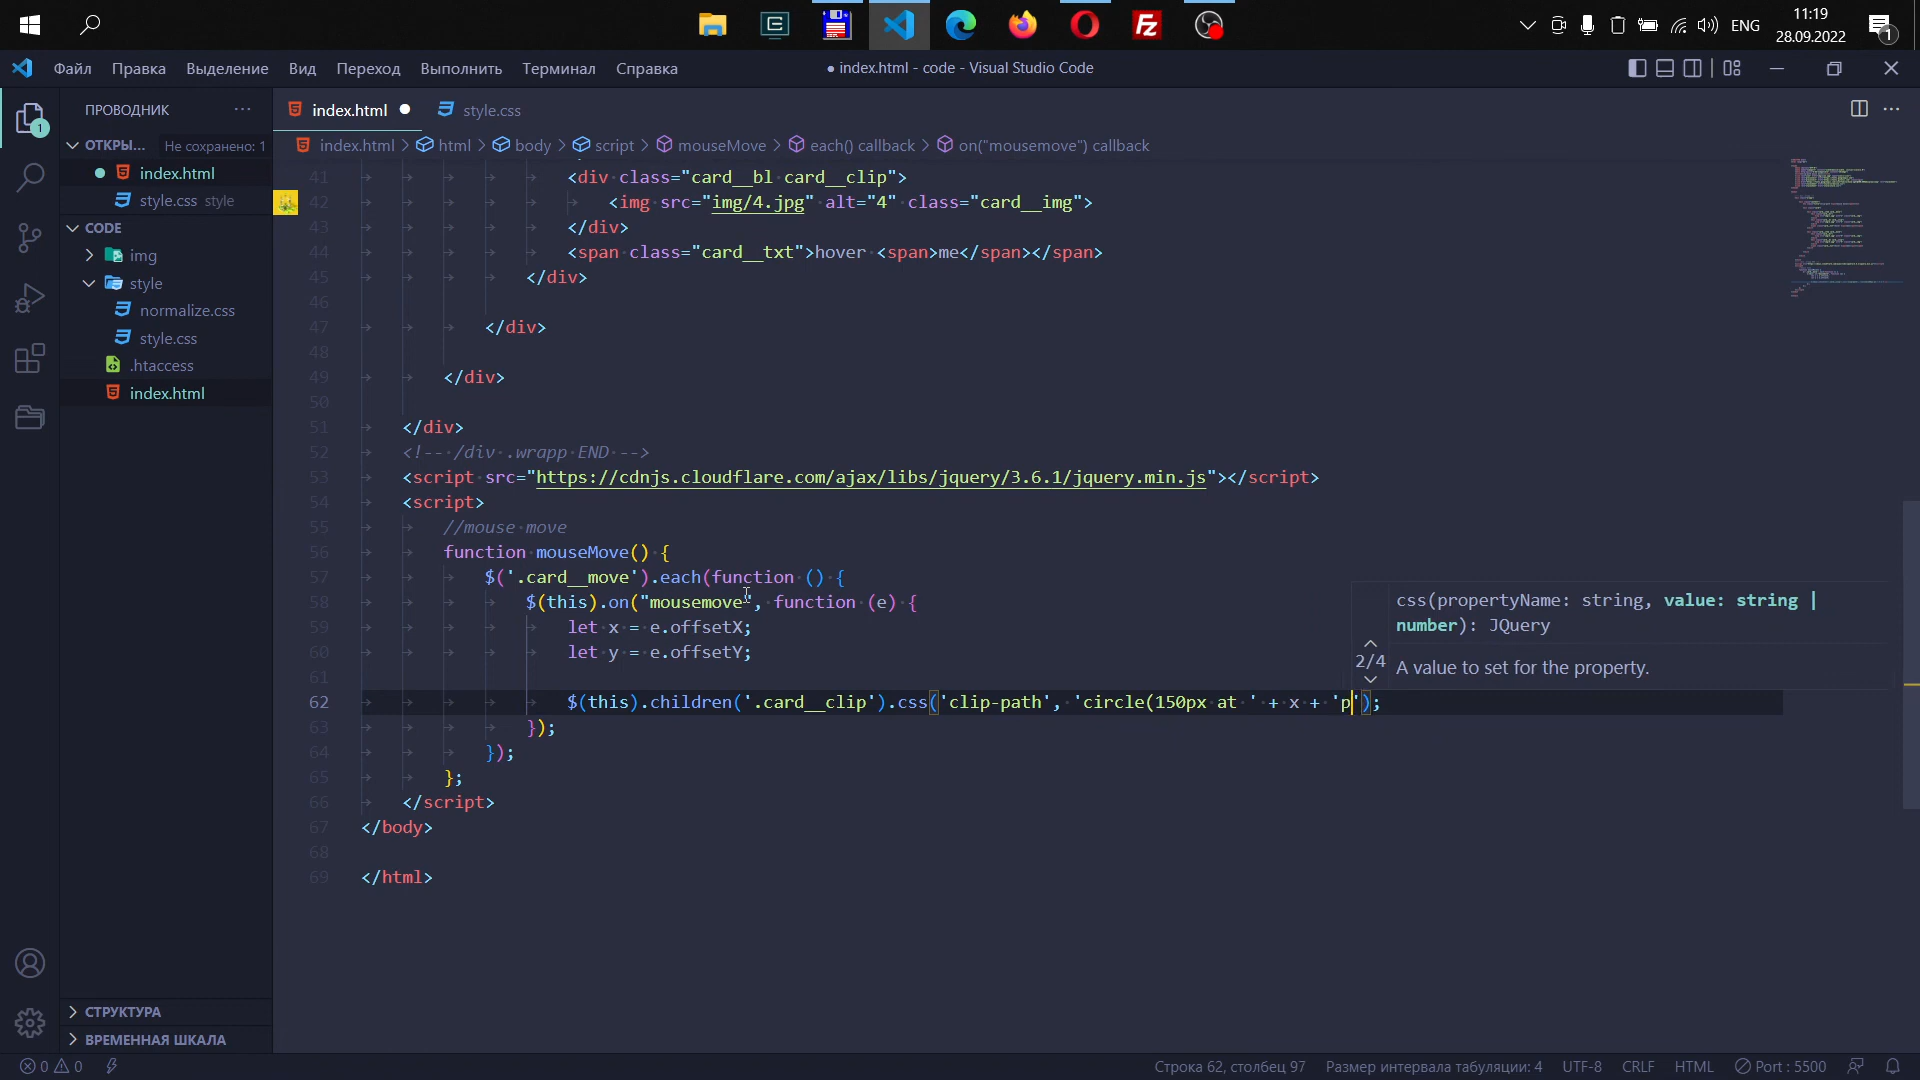 ENG
11:19
28.09.2022
1
Файл Правка Выделение Вид Переход Выполнить Терминал Справка
● index.html - code - Visual Studio Code
ПРОВОДНИК
index.html
style.css
ОТКРЫ... Не сохранено: 1
index.html > html > body > script > mouseMove > each() callback > on("mousemove") callback
index.html
style.css style
CODE
img
style
normalize.css
style.css
.htaccess
index.html
СТРУКТУРА
ВРЕМЕННАЯ ШКАЛА
1
41 <div class="card__bl card__clip">
42 <img src="img/4.jpg" alt="4" class="card__img">
43 </div>
44 <span class="card__txt">hover <span>me</span></span>
45 </div>
46
47 </div>
48
49 </div>
50
51 </div>
52 <!-- /div .wrapp END -->
53 <script src="https://cdnjs.cloudflare.com/ajax/libs/jquery/3.6.1/jquery.min.js"></script>
54 <script>
55 //mouse move
56 function mouseMove() {
57 $('.card__move').each(function () {
58 $(this).on("mousemove", function (e) {
59 let x = e.offsetX;
60 let y = e.offsetY;
61
62 $(this).children('.card__clip').css('clip-path', 'circle(150px at ' + x + 'p');
63 });
64 });
65 };
66 </script>
67 </body>
68
69 </html>
css(propertyName: string, value: string |
number): JQuery
2/4
A value to set for the property.
0 0
Строка 62, столбец 97 Размер интервала табуляции: 4 UTF-8 CRLF HTML Port : 5500